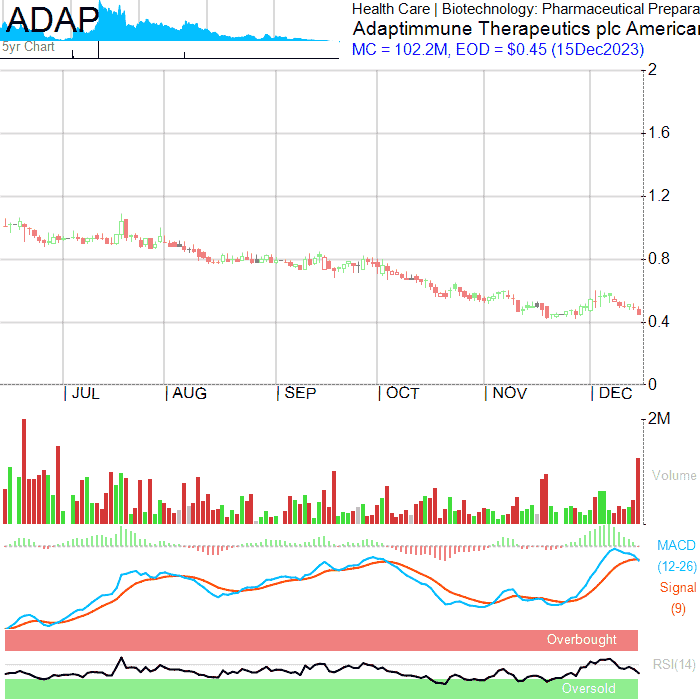 ADAP
5yr Chart
Health Care | Biotechnology: Pharmaceutical Prepara
Adaptimmune Therapeutics plc American
MC = 102.2M, EOD = $0.45 (15Dec2023)
2
1.6
1.2
0.8
0.4
0
JUL
AUG
SEP
OCT
NOV
DEC
2M
Volume
MACD
(12-26)
Signal
(9)
Overbought
RSI(14)
Oversold